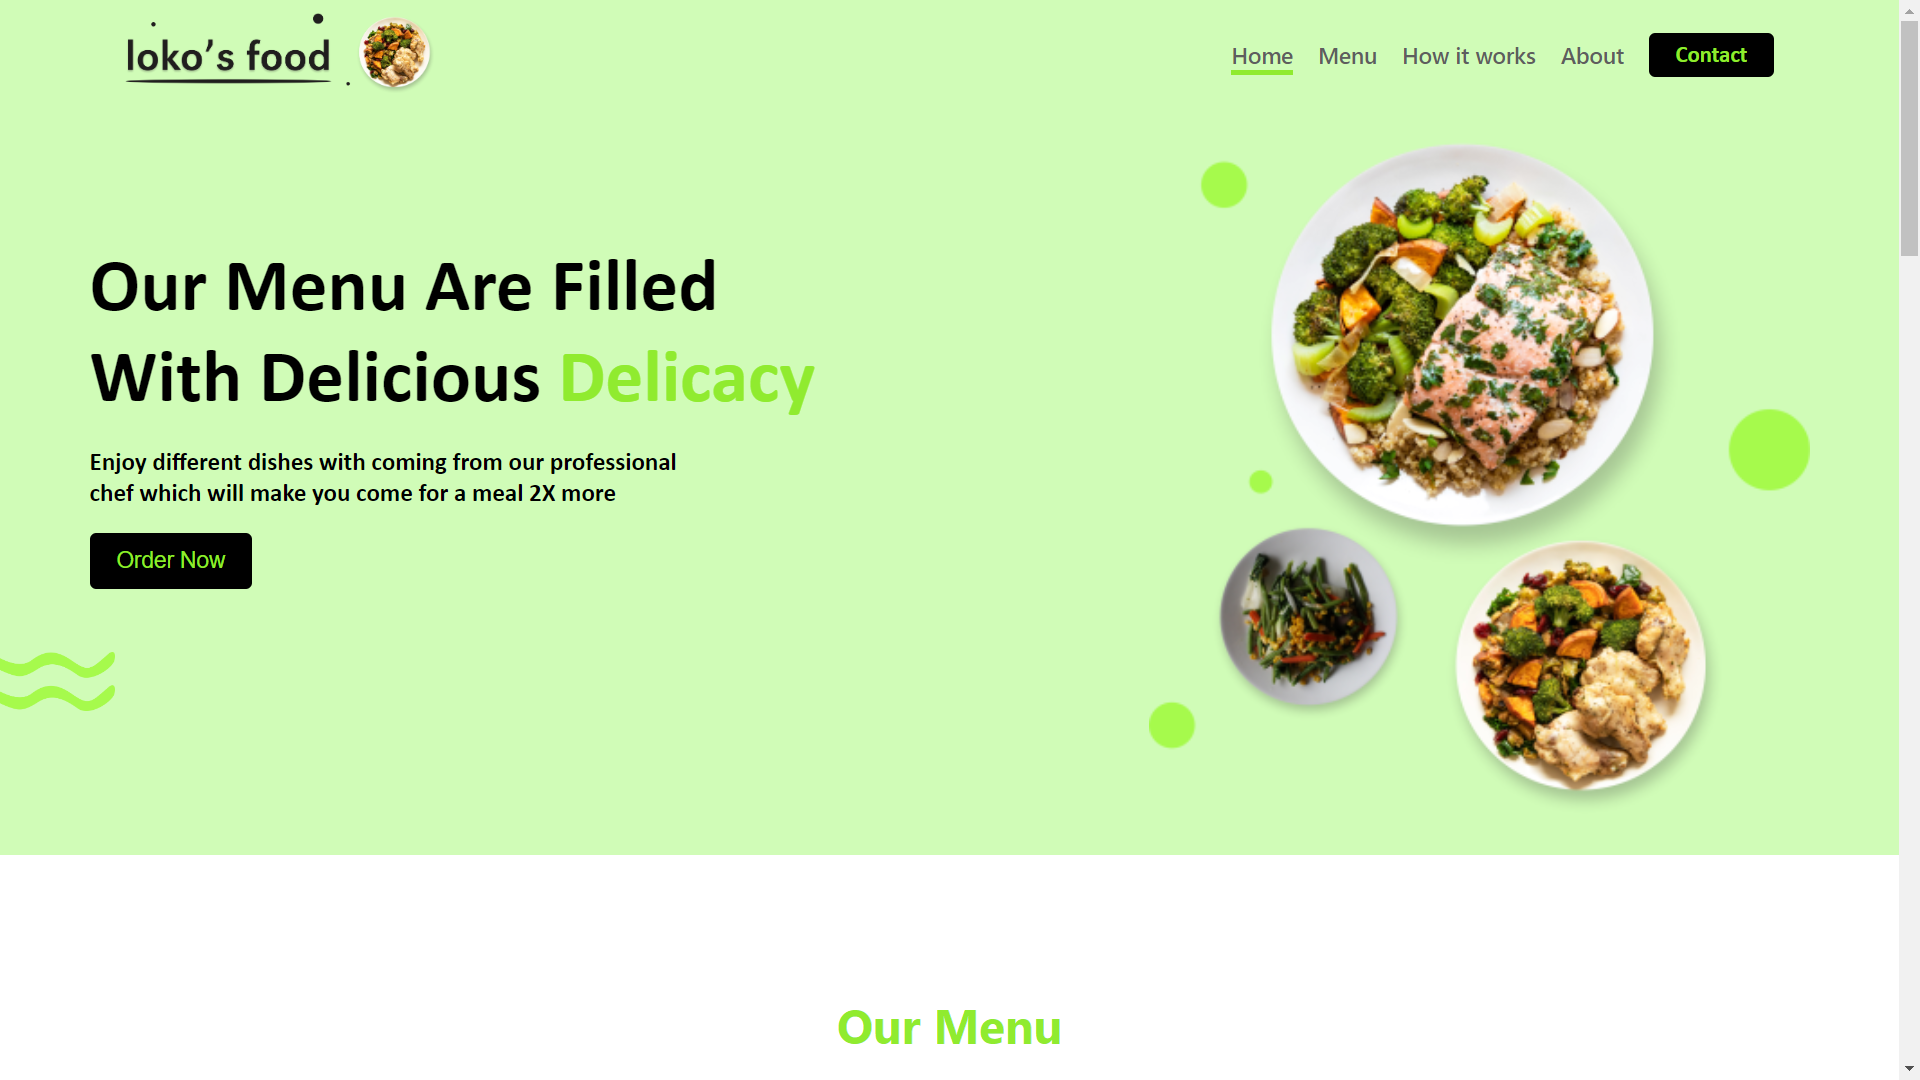 loko’s food
Home Menu How it works About Contact
Our Menu Are Filled
With Delicious Delicacy
Enjoy different dishes with coming from our professional
chef which will make you come for a meal 2X more
Order Now
Our Menu